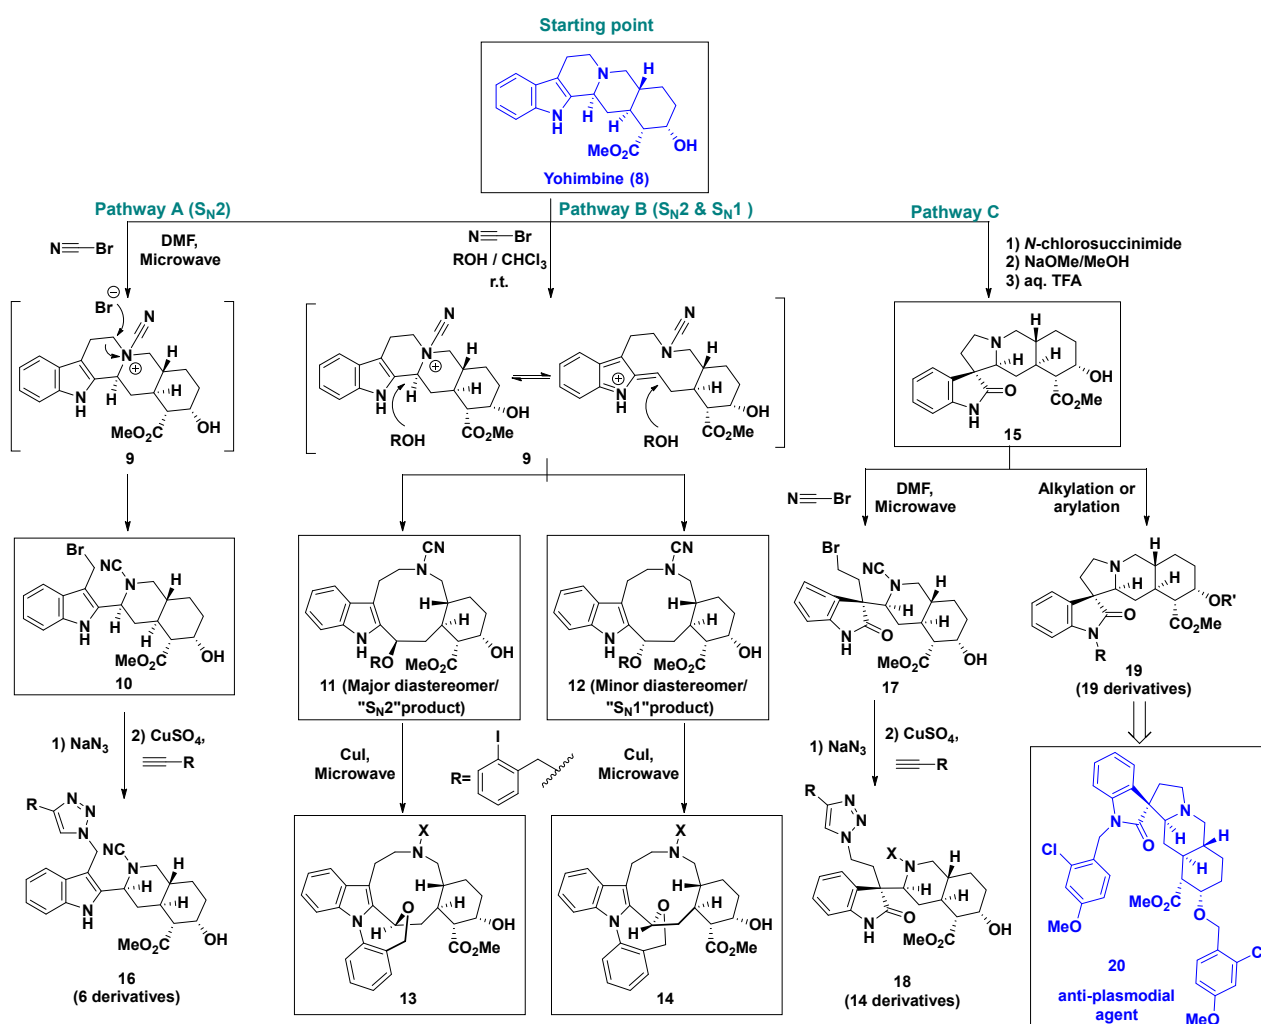 Starting point
N
H
N
H
H
H
MeO2C
OH
Yohimbine (8)
Pathway A (SN2)
Pathway B (SN2 & SN1 )
Pathway C
N
Br
DMF,
Microwave
N
Br
ROH / CHCl3
r.t.
1) N-chlorosuccinimide
2) NaOMe/MeOH
3) aq. TFA
Br
N
N
H
H
H
NH
MeO2C
OH
9
N
N
H
H
H
NH
OH
CO2Me
ROH
N
N
H
H
NH
OH
CO2Me
ROH
9
H
N
H
H
O
N
H
OH
CO2Me
15
N
Br
DMF,
Microwave
Alkylation or
arylation
Br
NC
N
H
H
H
N
H
MeO2C
OH
10
CN
N
H
H
N
H
RO
MeO2C
OH
11 (Major diastereomer/
"SN2"product)
CN
N
H
H
N
H
RO
MeO2C
OH
12 (Minor diastereomer/
"SN1"product)
Br
NC
N
H
H
H
N
H
O
MeO2C
OH
17
H
N
H
H
O
N
R
OR'
CO2Me
19
(19 derivatives)
1) NaN3
2) CuSO4,
R
CuI,
Microwave
R=
I
CuI,
Microwave
1) NaN3
2) CuSO4,
R
R
N
N
N
NC
N
H
H
H
N
H
MeO2C
OH
16
(6 derivatives)
X
N
H
H
O
N
H
OH
CO2Me
13
X
N
H
H
O
N
H
OH
CO2Me
14
R
N
N
N
X
N
H
H
H
O
N
H
MeO2C
OH
18
(14 derivatives)
N
N
O
H
H
H
Cl
MeO2C
MeO
O
Cl
MeO
20
anti-plasmodial
agent